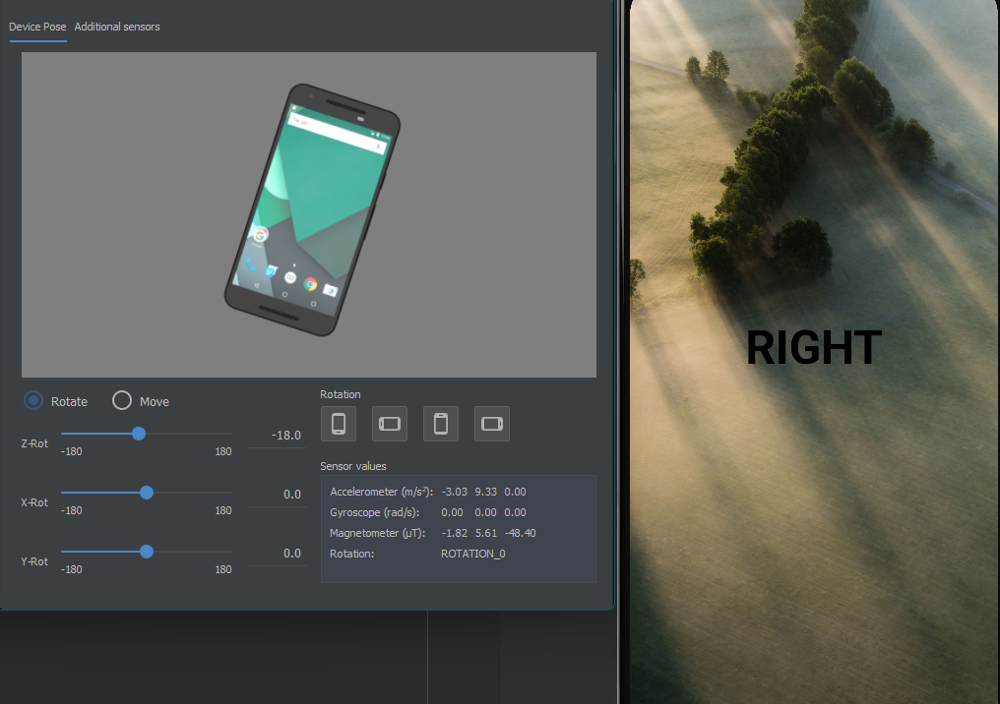 Device Pose Additional sensors
Google
Rotate Move
Z-Rot -18.0
-180 180
X-Rot 0.0
-180 180
Y-Rot 0.0
-180 180
Rotation
Sensor values
Accelerometer (m/s²): -3.03 9.33 0.00
Gyroscope (rad/s): 0.00 0.00 0.00
Magnetometer (μT): -1.82 5.61 -48.40
Rotation: ROTATION_0
RIGHT